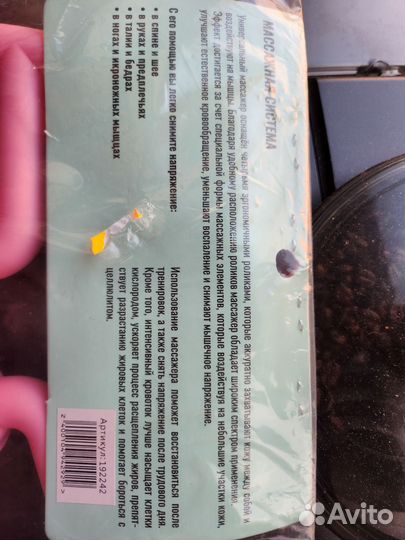 МАССАЖНАЯ СИСТЕМА
Универсальный массажер оснащён четырьмя эргономичными роликами, которые аккуратно захватывают кожу между собой и
воздействуют на мышцы. Благодаря удобному расположению роликов массажер обладает широким спектром применения.
Эффект достигается за счет специальной формы массажных элементов, которые воздействуя на небольшие участки кожи,
улучшают естественное кровообращение, уменьшают воспаление и снимают мышечное напряжение.
С его помощью вы легко снимите напряжение:
• в спине и шее
• в руках и предплечьях
• в талии и бедрах
• в ногах и икроножных мышцах
Использование массажера поможет восстановиться после
тренировок, а также снять напряжение после трудового дня.
Кроме того, интенсивный кровоток лучше насыщает клетки
кислородом, ускоряет процесс расщепления жиров, препят-
ствует разрастанию жировых клеток и помогает бороться с
целлюлитом.
Артикул: 192242
Avito